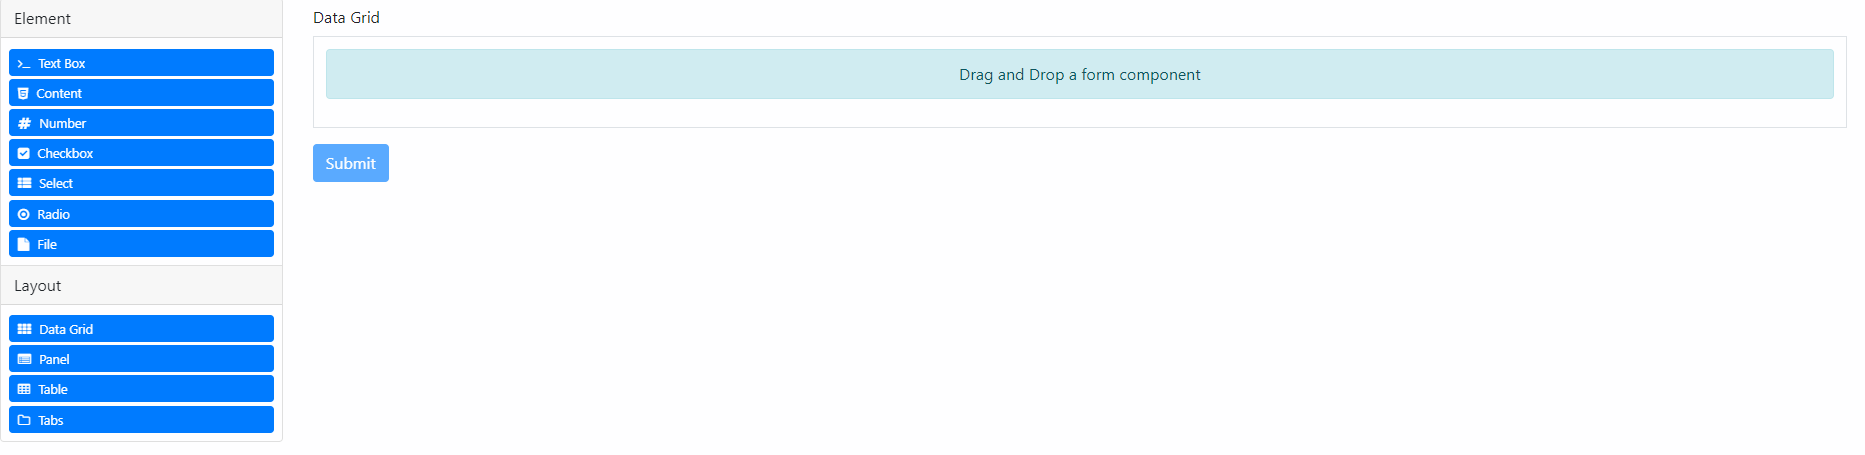 Element
Text Box
Content
Number
Checkbox
Select
Radio
File
Layout
Data Grid
Panel
Table
Tabs
Data Grid
Drag and Drop a form component
Submit